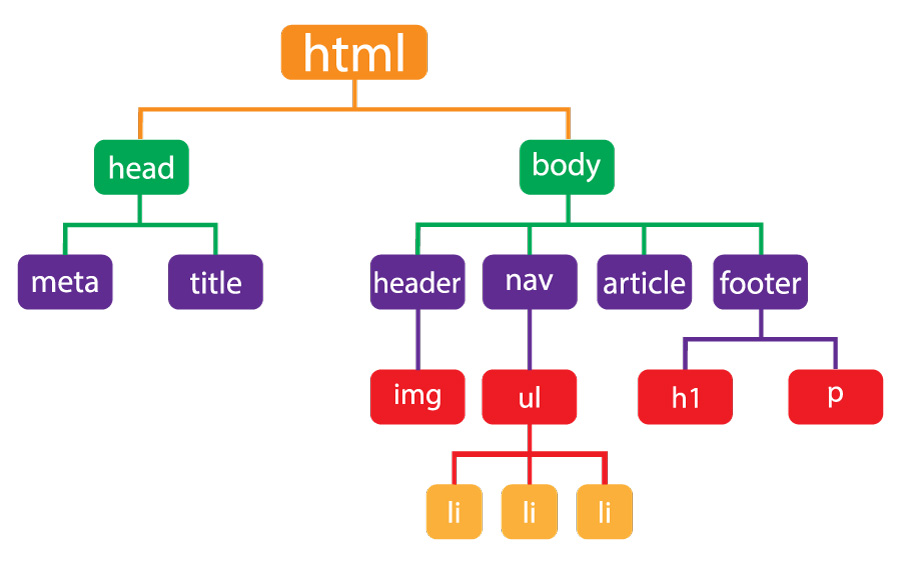 html
head
body
meta
title
header
nav
article
footer
img
ul
h1
p
li
li
li